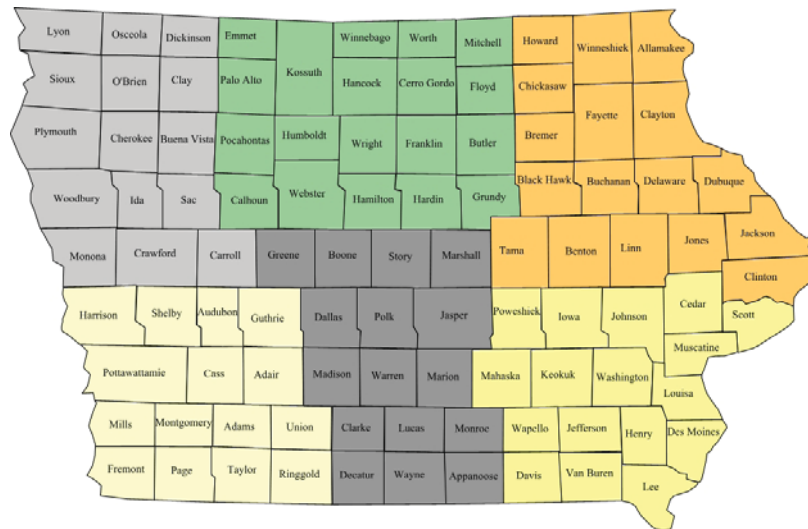 Lyon
Osceola
Dickinson
Emmet
Winnebago
Worth
Mitchell
Howard
Winneshiek
Allamakee
Kossuth
Sioux
O'Brien
Clay
Palo Alto
Hancock
Cerro Gordo
Floyd
Chickasaw
Fayette
Clayton
Plymouth
Cherokee
Buena Vista
Pocahontas
Humboldt
Wright
Franklin
Butler
Bremer
Woodbury
Ida
Sac
Calhoun
Webster
Hamilton
Hardin
Grundy
Black Hawk
Buchanan
Delaware
Dubuque
Monona
Crawford
Carroll
Greene
Boone
Story
Marshall
Tama
Benton
Linn
Jones
Jackson
Clinton
Harrison
Shelby
Audubon
Guthrie
Dallas
Polk
Jasper
Poweshiek
Iowa
Johnson
Cedar
Scott
Muscatine
Pottawattamie
Cass
Adair
Madison
Warren
Marion
Mahaska
Keokuk
Washington
Louisa
Mills
Montgomery
Adams
Union
Clarke
Lucas
Monroe
Wapello
Jefferson
Henry
Des Moines
Fremont
Page
Taylor
Ringgold
Decatur
Wayne
Appanoose
Davis
Van Buren
Lee